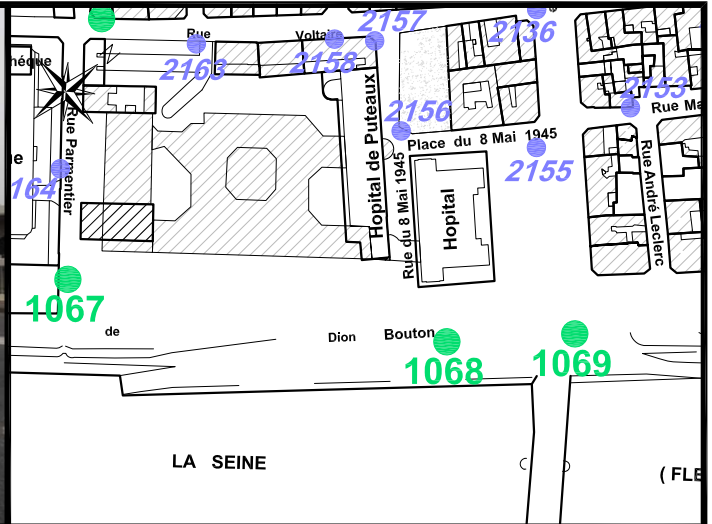 2157
Rue Voltaire 2136
2163 2158
héque
2153
Rue Ma
2156
Place du 8 Mai 1945
2155
Rue Parmentier
Hopital de Puteaux
Rue du 8 Mai 1945
Hopital
Rue André Leclerc
ue
164
1067
de Dion Bouton
1068
1069
LA SEINE
( FLE